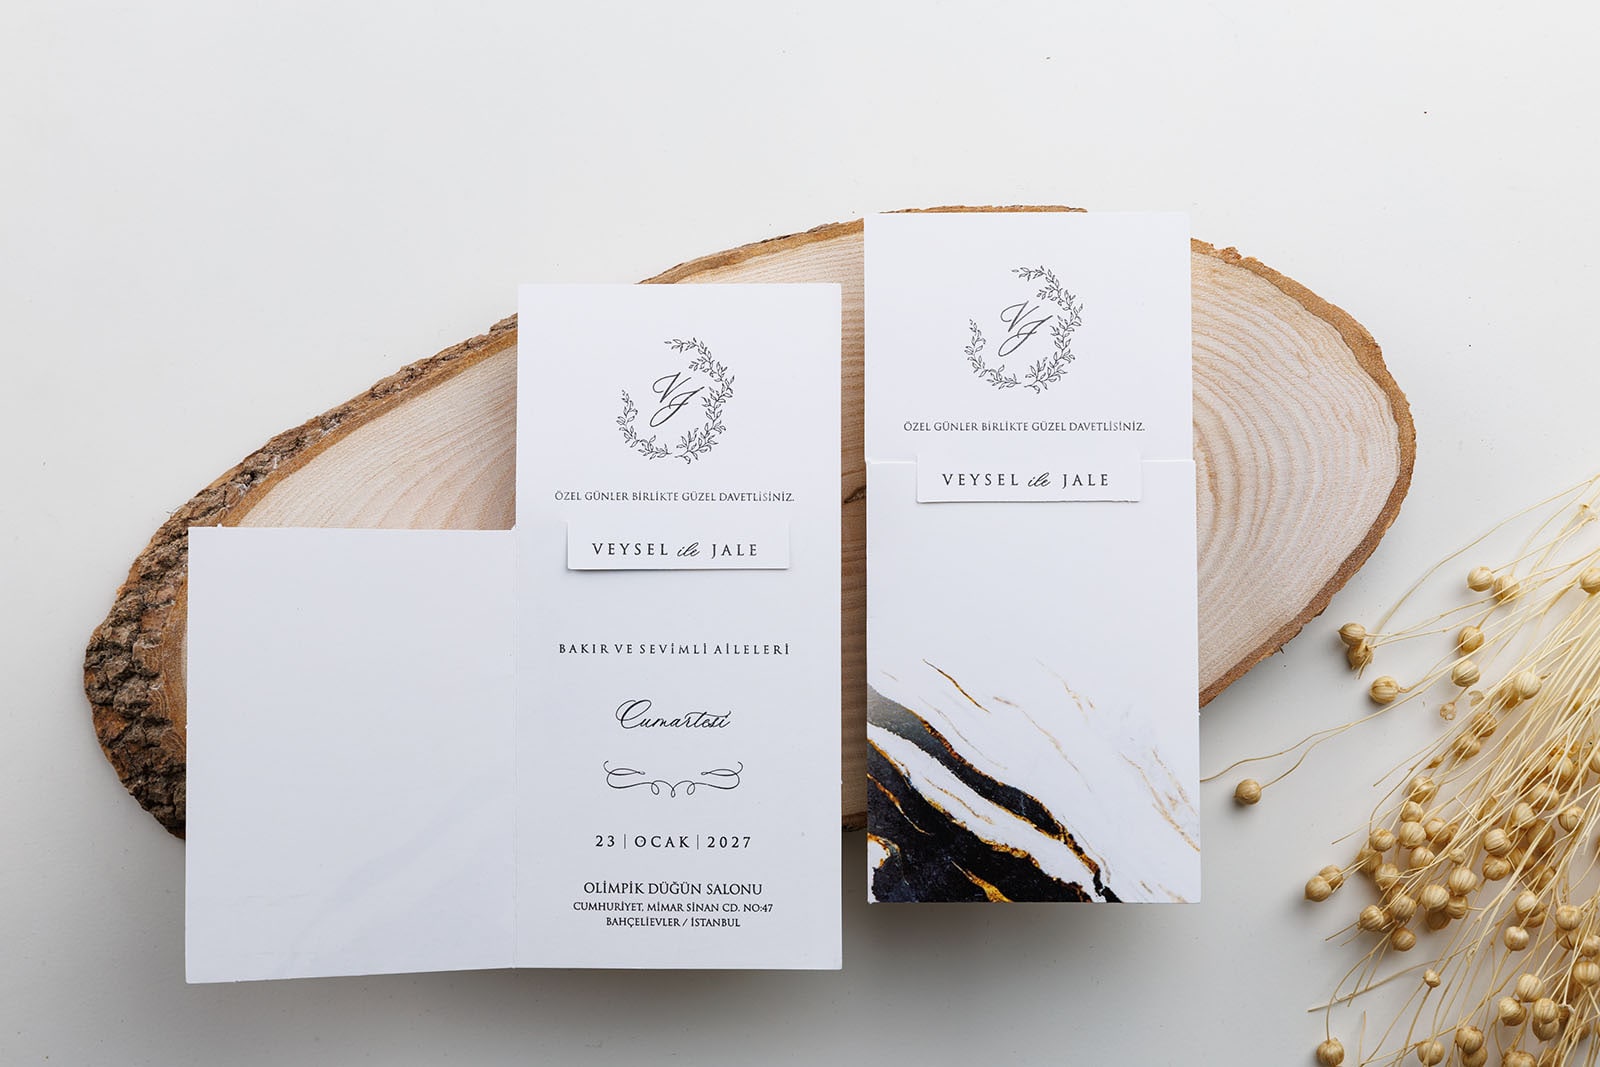 VJ
ÖZEL GÜNLER BİRLİKTE GÜZEL DAVETLİSİNİZ.
VEYSEL ile JALE
BAKIR VE SEVİMLİ AİLELERİ
Cumartesi
23 | OCAK | 2027
OLİMPİK DÜĞÜN SALONU
CUMHURİYET, MİMAR SİNAN CD. NO:47
BAHÇELİEVLER / İSTANBUL
VJ
ÖZEL GÜNLER BİRLİKTE GÜZEL DAVETLİSİNİZ.
VEYSEL ile JALE